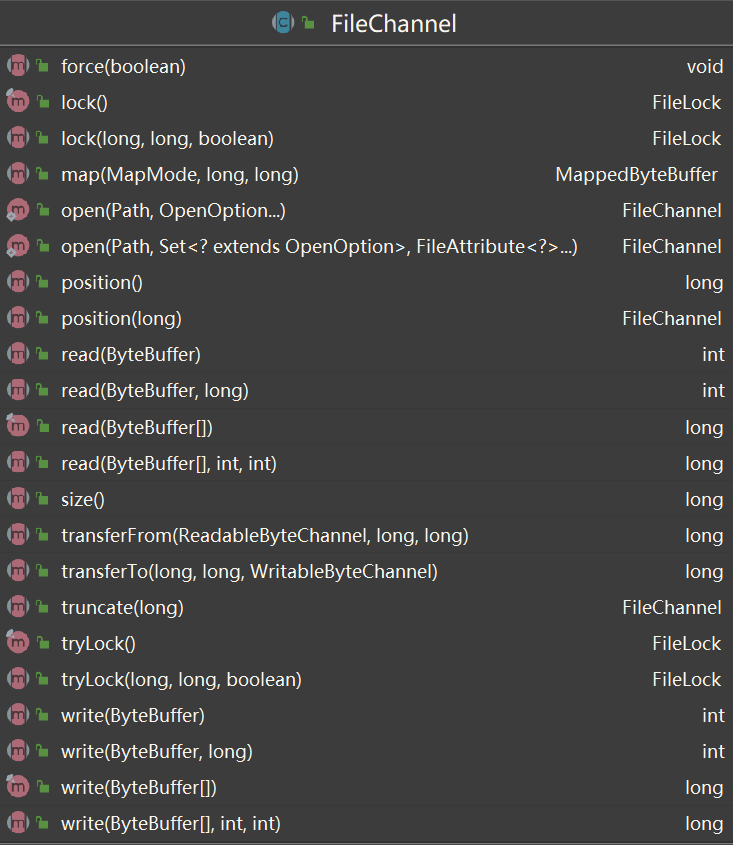 FileChannel
force(boolean) void
lock() FileLock
lock(long, long, boolean) FileLock
map(MapMode, long, long) MappedByteBuffer
open(Path, OpenOption...) FileChannel
open(Path, Set<? extends OpenOption>, FileAttribute<?>...) FileChannel
position() long
position(long) FileChannel
read(ByteBuffer) int
read(ByteBuffer, long) int
read(ByteBuffer[]) long
read(ByteBuffer[], int, int) long
size() long
transferFrom(ReadableByteChannel, long, long) long
transferTo(long, long, WritableByteChannel) long
truncate(long) FileChannel
tryLock() FileLock
tryLock(long, long, boolean) FileLock
write(ByteBuffer) int
write(ByteBuffer, long) int
write(ByteBuffer[]) long
write(ByteBuffer[], int, int) long